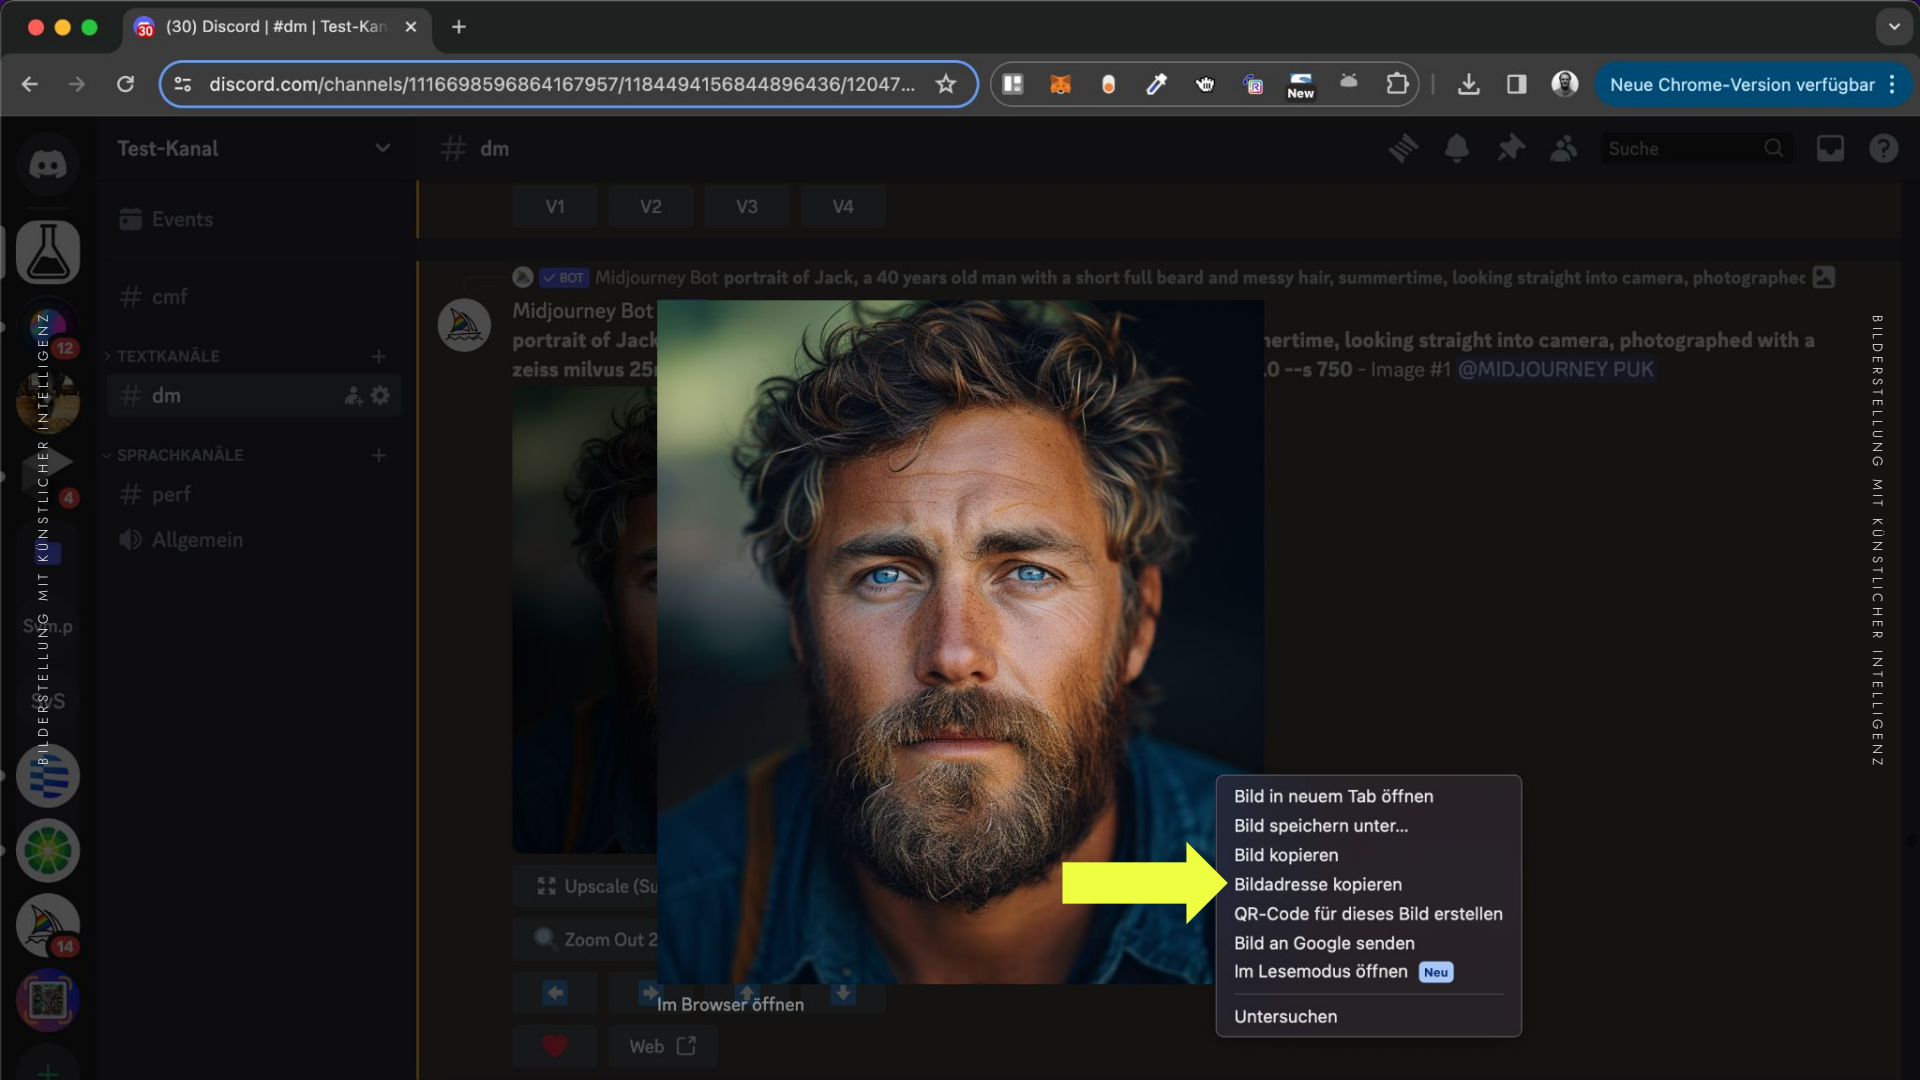 (30) Discord | #dm | Test-Kan
30
discord.com/channels/1116698596864167957/1184494156844896436/12047...
New
Neue Chrome-Version verfügbar
Test-Kanal
dm
Suche
Events
cmf
TEXTKANÄLE
dm
SPRACHKANÄLE
perf
Allgemein
12
4
Sym.p
SvS
14
V1 V2 V3 V4
BOT Midjourney Bot portrait of Jack, a 40 years old man with a short full beard and messy hair, summertime, looking straight into camera, photographed
Midjourney Bot
portrait of Jack
mertime, looking straight into camera, photographed with a
zeiss milvus 25
.0 --s 750 - Image #1 @MIDJOURNEY PUK
Upscale (Su
Zoom Out 2
Im Browser öffnen
Web
Bild in neuem Tab öffnen
Bild speichern unter...
Bild kopieren
Bildadresse kopieren
QR-Code für dieses Bild erstellen
Bild an Google senden
Im Lesemodus öffnen Neu
Untersuchen
BILDERSTELLUNG MIT KÜNSTLICHER INTELLIGENZ
BILDERSTELLUNG MIT KÜNSTLICHER INTELLIGENZ